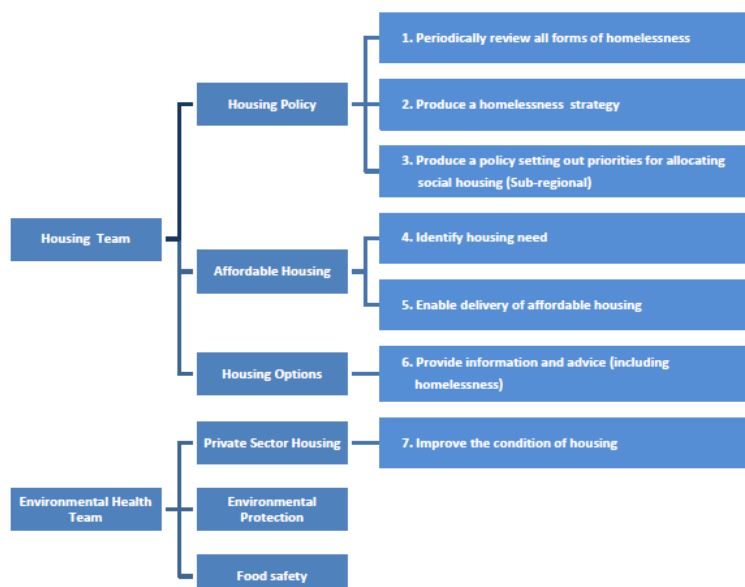 1. Periodically review all forms of homelessness
Housing Policy
2. Produce a homelessness strategy
3. Produce a policy setting out priorities for allocating
social housing (Sub-regional)
Housing Team
4. Identify housing need
Affordable Housing
5. Enable delivery of affordable housing
Housing Options
6. Provide information and advice (including
homelessness)
Private Sector Housing
7. Improve the condition of housing
Environmental Health
Team
Environmental
Protection
Food safety